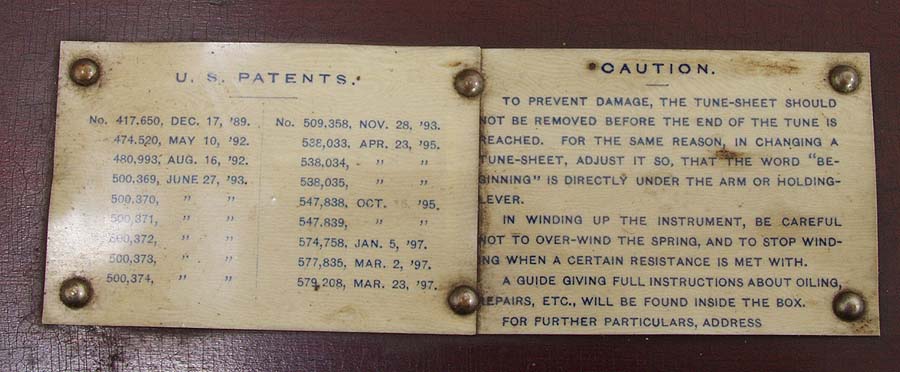 U. S. PATENTS.
No. 417.650, DEC. 17, '89.
474.520, MAY 10, '92.
480,993, AUG. 16, '92.
500.369, JUNE 27, '93.
500.370, " "
500,371, " "
500,372, " "
500,373, " "
500,374, " "
No. 509,358, NOV. 28, '93.
538,033. APR. 23, '95.
538,034, " "
538,035, " "
547,838, OCT. '95.
547.839, " "
574,758, JAN. 5, '97.
577,835, MAR. 2, '97.
579,208, MAR. 23, '97.
CAUTION.
TO PREVENT DAMAGE, THE TUNE-SHEET SHOULD
NOT BE REMOVED BEFORE THE END OF THE TUNE IS
REACHED. FOR THE SAME REASON, IN CHANGING A
TUNE-SHEET, ADJUST IT SO, THAT THE WORD "BE-
GINNING" IS DIRECTLY UNDER THE ARM OR HOLDING-
LEVER.
IN WINDING UP THE INSTRUMENT, BE CAREFUL
NOT TO OVER-WIND THE SPRING, AND TO STOP WIND-
ING WHEN A CERTAIN RESISTANCE IS MET WITH.
A GUIDE GIVING FULL INSTRUCTIONS ABOUT OILING,
REPAIRS, ETC., WILL BE FOUND INSIDE THE BOX.
FOR FURTHER PARTICULARS, ADDRESS